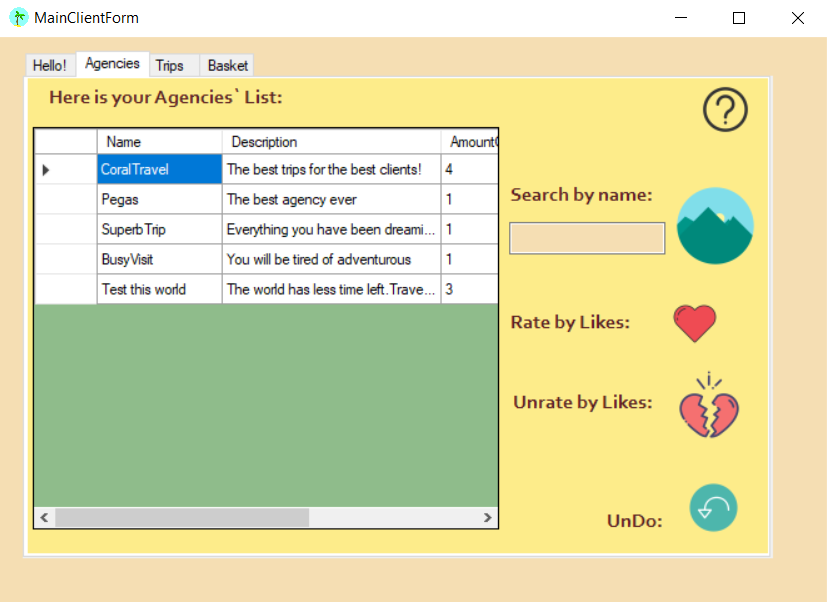 MainClientForm
Hello! Agencies Trips Basket
Here is your Agencies` List:
Name Description
CoralTravel The best trips for the best clients! 4
Pegas The best agency ever 1
SuperbTrip Everything you have been dreami... 1
BusyVisit You will be tired of adventurous 1
Test this world The world has less time left.Trave... 3
Search by name:
Rate by Likes:
Unrate by Likes:
UnDo: